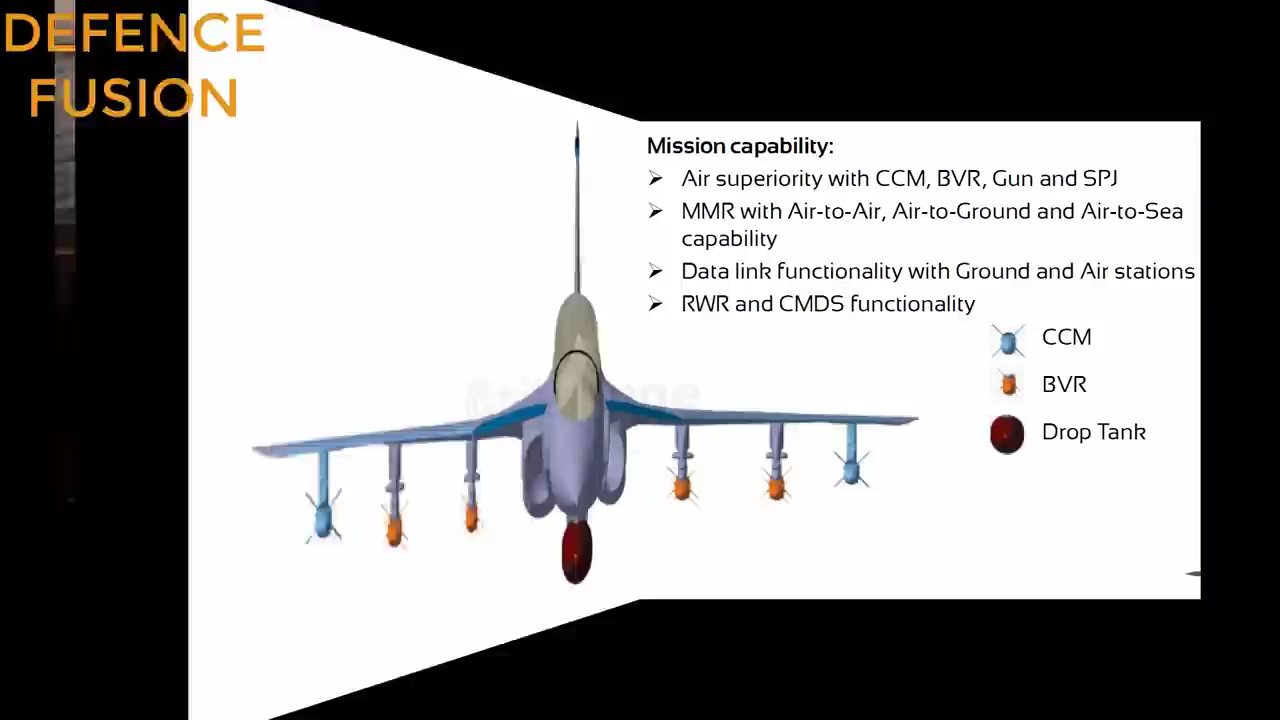 DEFENCE
FUSION
Mission capability:
➢ Air superiority with CCM, BVR, Gun and SPJ
➢ MMR with Air-to-Air, Air-to-Ground and Air-to-Sea
capability
➢ Data link functionality with Ground and Air stations
➢ RWR and CMDS functionality
CCM
BVR
Drop Tank